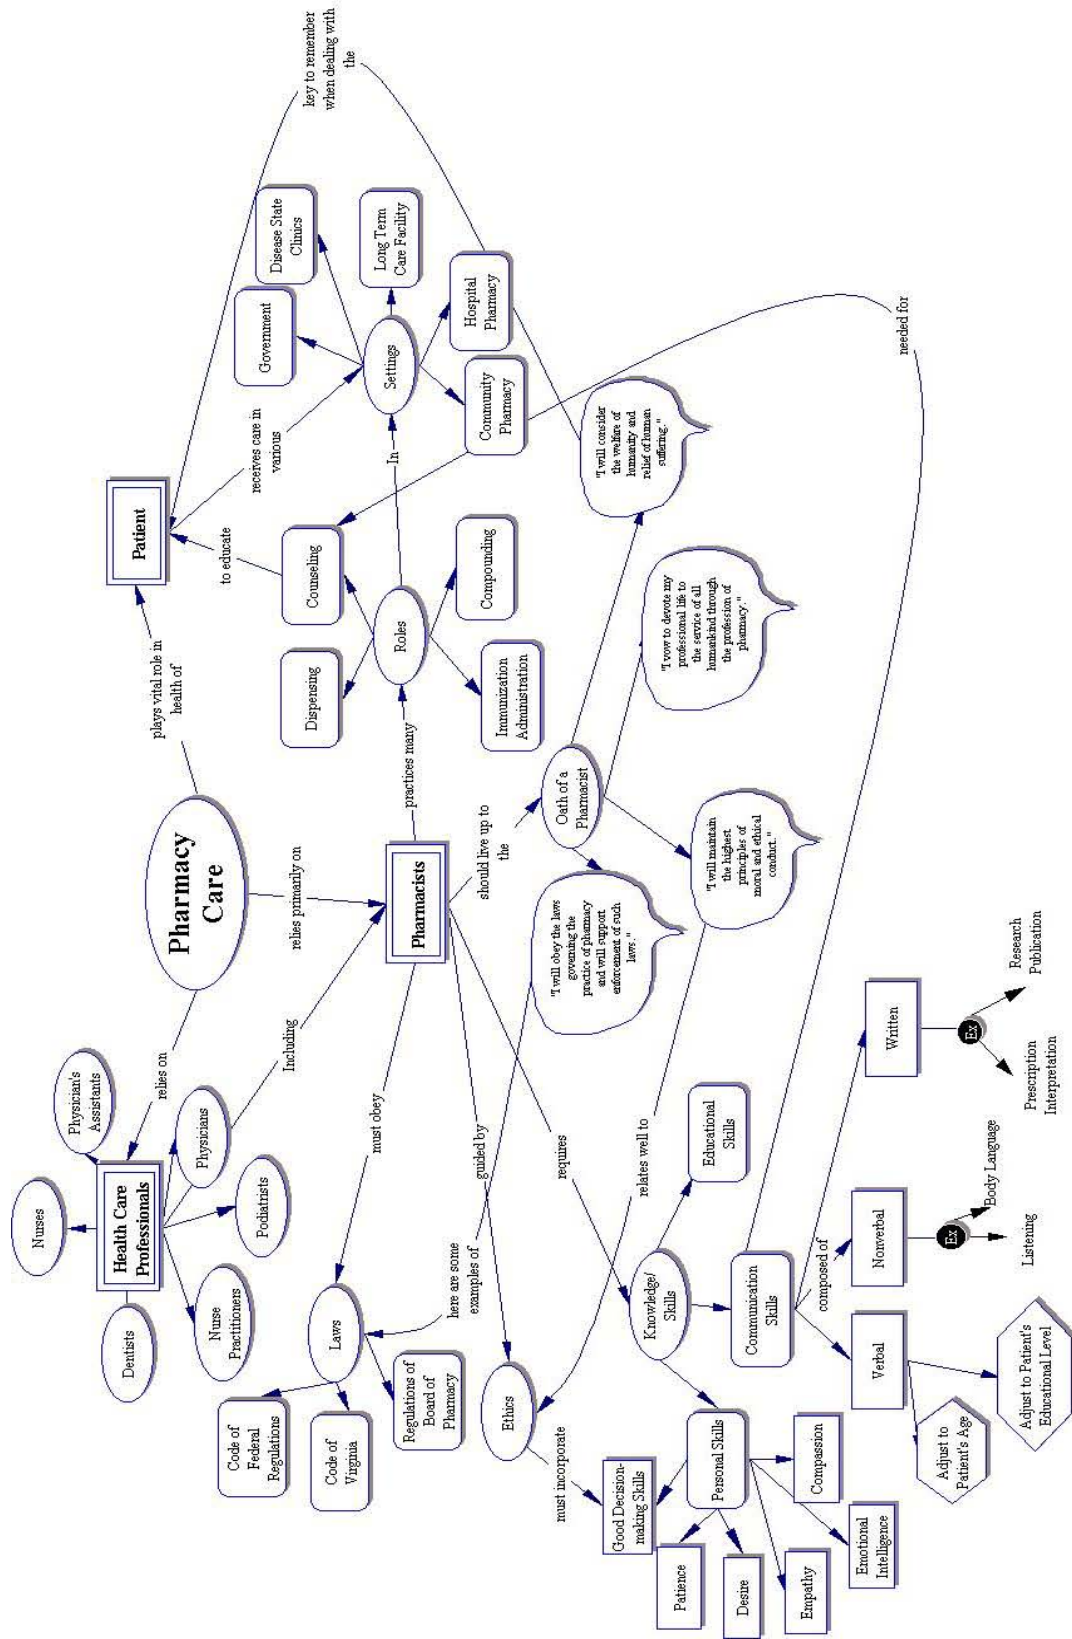 Pharmacy
Care
plays vital role in
health of
Patient
relies on
relies primarily on
Health Care
Professionals
Physician's
Assistants
Nurses
Dentists
Nurse
Practitioners
Podiatrists
Physicians
Including
Pharmacists
practices many
Roles
Dispensing
Counseling
to educate
Immunization
Administration
Compounding
In
Settings
receives care in
various
Government
Disease State
Clinics
Long Term
Care Facility
Hospital
Pharmacy
Community
Pharmacy
key to remember
when dealing with
the
should live up to
the
Oath of a
Pharmacist
"I will obey the laws
governing the
practice of pharmacy
and will support
enforcement of such
laws."
"I will maintain
the highest
principles of
moral and ethical
conduct."
"I vow to devote my
professional life to
the service of all
humankind through
the profession of
pharmacy."
"I will consider
the welfare of
humanity and
relief of human
suffering."
must obey
Laws
here are some
examples of
Code of
Federal
Regulations
Code of
Virginia
Regulations of
Board of
Pharmacy
guided by
Ethics
relates well to
must incorporate
requires
Knowledge/
Skills
Educational
Skills
Communication
Skills
needed for
Personal Skills
Good Decision-
making Skills
Patience
Desire
Empathy
Emotional
Intelligence
Compassion
composed of
Verbal
Nonverbal
Written
Adjust to
Patient's Age
Adjust to Patient's
Educational Level
Ex
Listening
Body Language
Ex
Prescription
Interpretation
Research
Publication